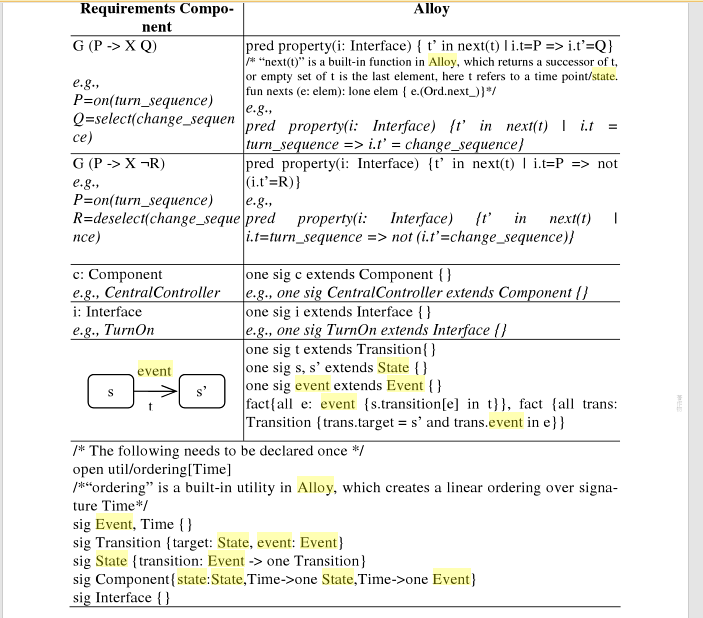 Requirements Compo-
nent
Alloy
G (P -> X Q)
e.g.,
P=on(turn_sequence)
Q=select(change_sequen
ce)
pred property(i: Interface) { t’ in next(t) | i.t=P => i.t’=Q}
/* “next(t)” is a built-in function in Alloy, which returns a successor of t,
or empty set of t is the last element, here t refers to a time point/state.
fun nexts (e: elem): lone elem { e.(Ord.next_)}*/
e.g.,
pred property(i: Interface) {t’ in next(t) | i.t =
turn_sequence => i.t’ = change_sequence}
G (P -> X ¬R)
e.g.,
P=on(turn_sequence)
R=deselect(change_seque
nce)
pred property(i: Interface) {t’ in next(t) | i.t=P => not
(i.t’=R)}
e.g.,
pred property(i: Interface) {t’ in next(t) |
i.t=turn_sequence => not (i.t’=change_sequence)}
c: Component
e.g., CentralController
one sig c extends Component {}
e.g., one sig CentralController extends Component {}
i: Interface
e.g., TurnOn
one sig i extends Interface {}
e.g., one sig TurnOn extends Interface {}
event
s
s’
t
one sig t extends Transition{}
one sig s, s’ extends State {}
one sig event extends Event {}
fact{all e: event {s.transition[e] in t}}, fact {all trans:
Transition {trans.target = s’ and trans.event in e}}
/* The following needs to be declared once */
open util/ordering[Time]
/*“ordering” is a built-in utility in Alloy, which creates a linear ordering over signa-
ture Time*/
sig Event, Time {}
sig Transition {target: State, event: Event}
sig State {transition: Event -> one Transition}
sig Component{state:State,Time->one State,Time->one Event}
sig Interface {}